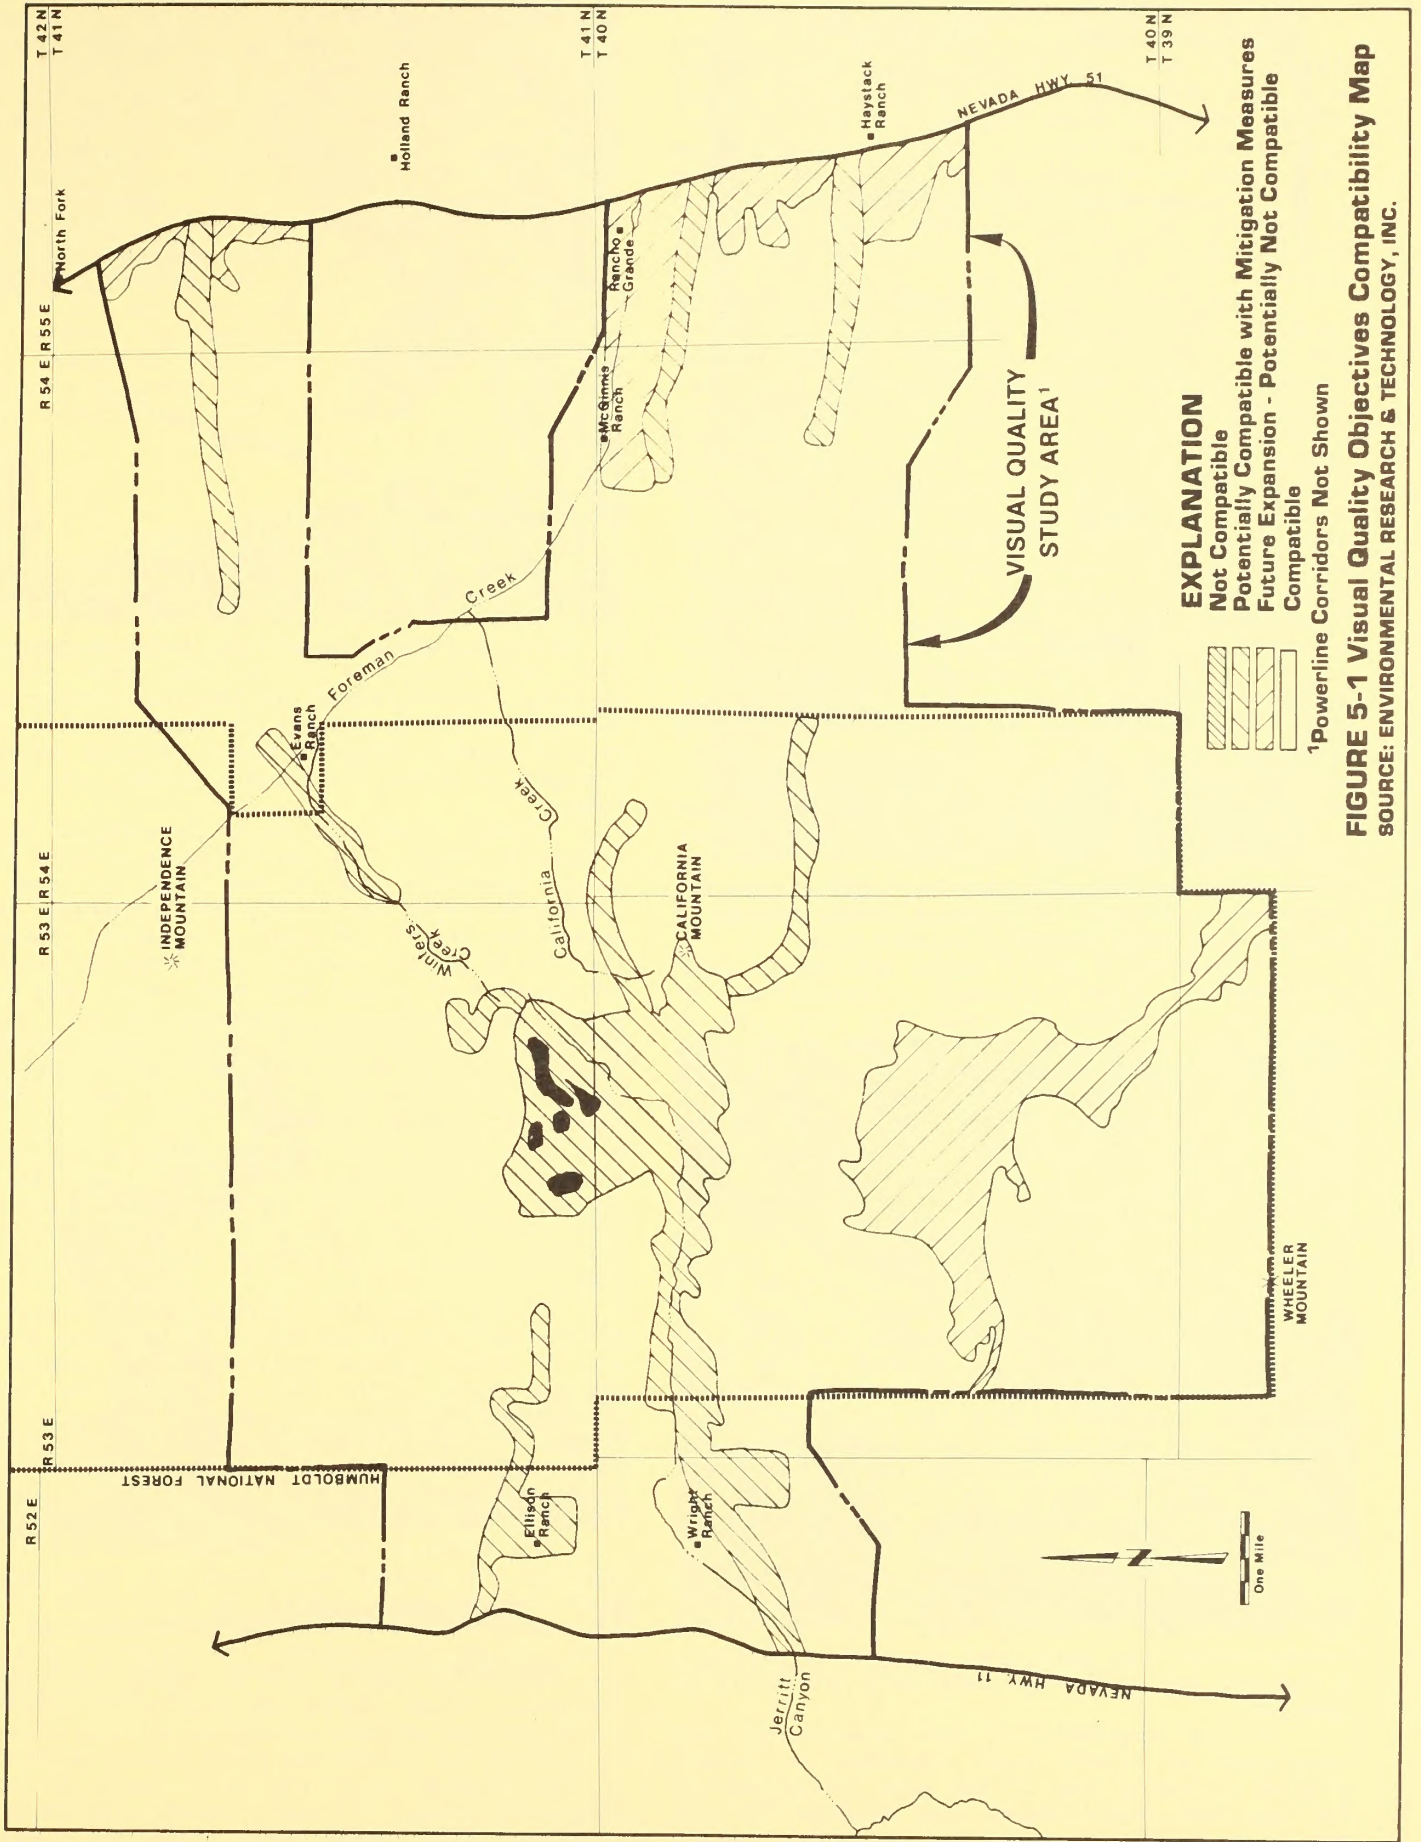 T 42 N
T 41 N
T 41 N
T 40 N
T 40 N
T 39 N
R 52 E
R 53 E
R 53 E
R 54 E
R 54 E
R 55 E
North Fork
Holland Ranch
Haystack
Ranch
NEVADA HWY. 51
Rancho
Grande
McGinnis
Ranch
Creek
Foreman
Evans
Ranch
INDEPENDENCE
MOUNTAIN
Winters
Creek
California
Creek
CALIFORNIA
MOUNTAIN
HUMBOLDT NATIONAL FOREST
Ellison
Ranch
Wright
Ranch
Jerritt
Canyon
NEVADA HWY. 11
WHEELER
MOUNTAIN
N
One Mile
VISUAL QUALITY
STUDY AREA¹
EXPLANATION
Not Compatible
Potentially Compatible with Mitigation Measures
Future Expansion - Potentially Not Compatible
Compatible
¹Powerline Corridors Not Shown
FIGURE 5-1 Visual Quality Objectives Compatibility Map
SOURCE: ENVIRONMENTAL RESEARCH & TECHNOLOGY, INC.